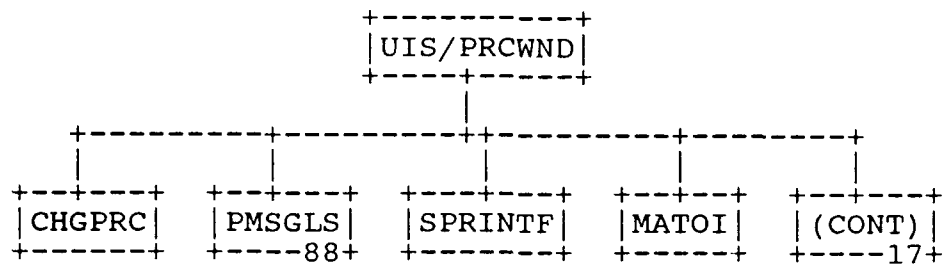 UIS/PRCWND
CHGPRC PMSGLS SPRINTF MATOI (CONT)
88 17